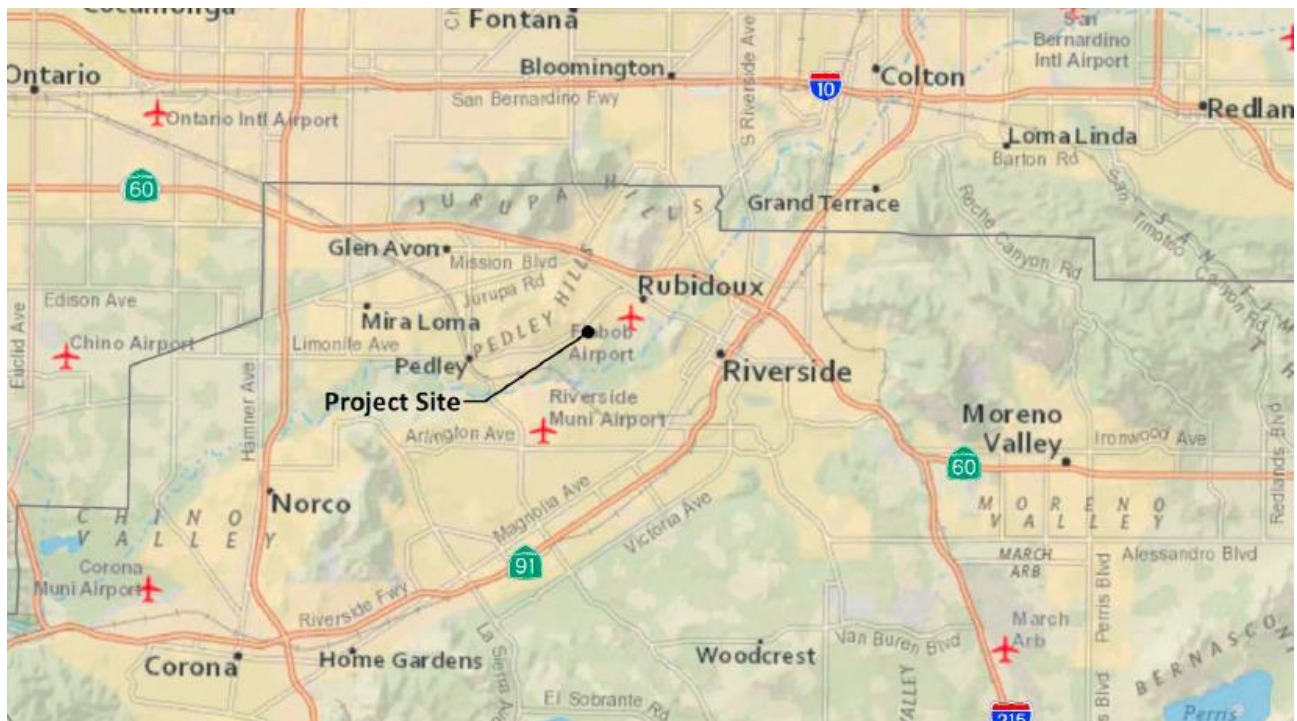 Fontana
San
Bernardino
Intl Airport
Ontario
Bloomington
10
Colton
San Bernardino Fwy
S Riverside Ave
Ontario Intl Airport
Loma Linda
Barton Rd
60
JURUPA HILLS
Grand Terrace
Reche Canyon Rd
San Timoteo Canyon Rd
Glen Avon
Mission Blvd
Jurupa Rd
PEDLEY HILLS
Rubidoux
Edison Ave
Mira Loma
Chino Airport
Limonite Ave
Airport
Pedley
Riverside
Euclid Ave
Hamner Ave
Project Site
Riverside
Muni Airport
Arlington Ave
Moreno
Valley
Ironwood Ave
60
Redlands Blvd
Norco
Magnolia Ave
Victoria Ave
MORENO
VALLEY
CHINO
VALLEY
91
MARCH
ARB
Alessandro Blvd
Corona
Muni Airport
Riverside Fwy
Perris Blvd
March
Arb
Van Buren Blvd
La Sierra Ave
Corona
Home Gardens
Woodcrest
El Sobrante Rd
VALLEY
Perris Blvd
215
Perris